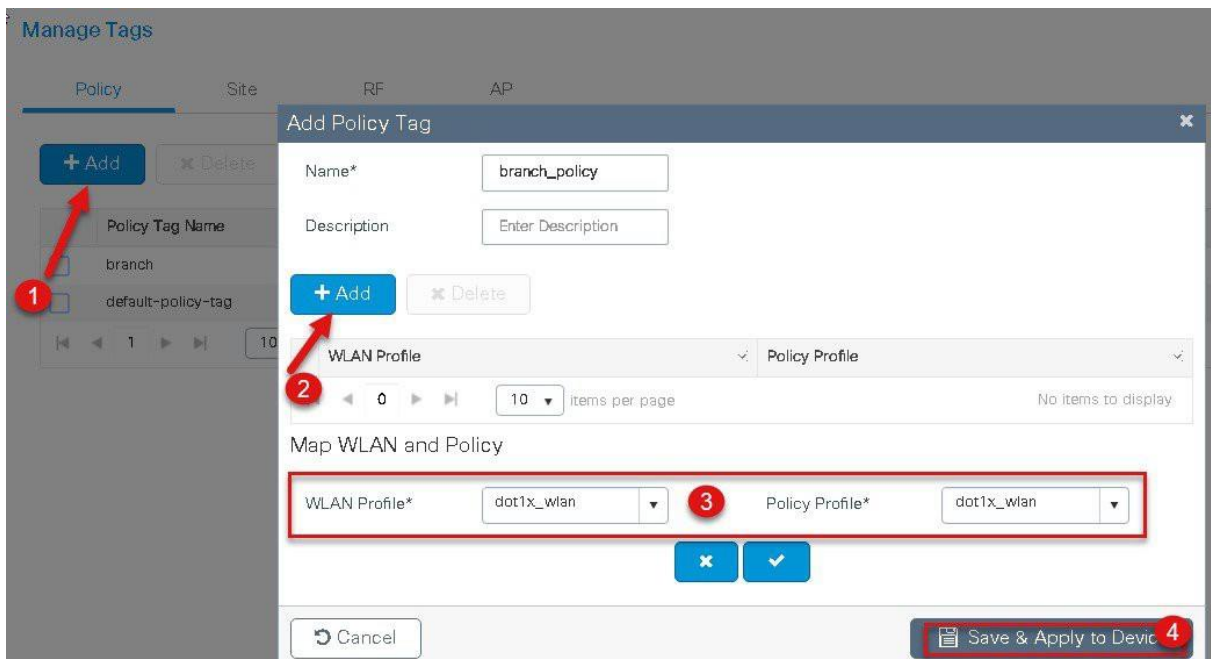 Manage Tags
Policy Site RF AP
Add Policy Tag
+ Add ✖ Delete
Name* branch_policy
Description Enter Description
Policy Tag Name
branch
default-policy-tag
1
1 10
+ Add ✖ Delete
WLAN Profile Policy Profile
2
0 10 items per page No items to display
Map WLAN and Policy
WLAN Profile* dot1x_wlan 3 Policy Profile* dot1x_wlan
Cancel Save & Apply to Devic 4